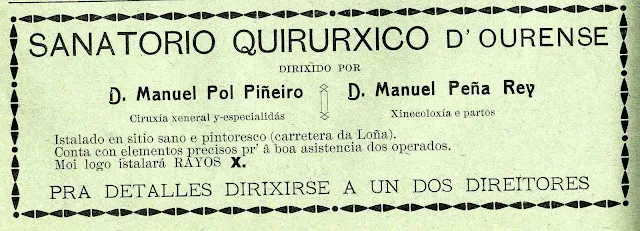 SANATORIO QUIRURXICO D'OURENSE
DIRIXIDO POR
D. Manuel Pol Piñeiro
D. Manuel Peña Rey
Ciruxía xeneral y-especialidás
Xinecoloxía e partos
Istalado en sitio sano e pintoresco (carretera da Loña).
Conta con elementos precisos pr' â boa asistencia dos operados.
Moi logo istalará RAYOS X.
PRA DETALLES DIRIXIRSE A UN DOS DIREITORES